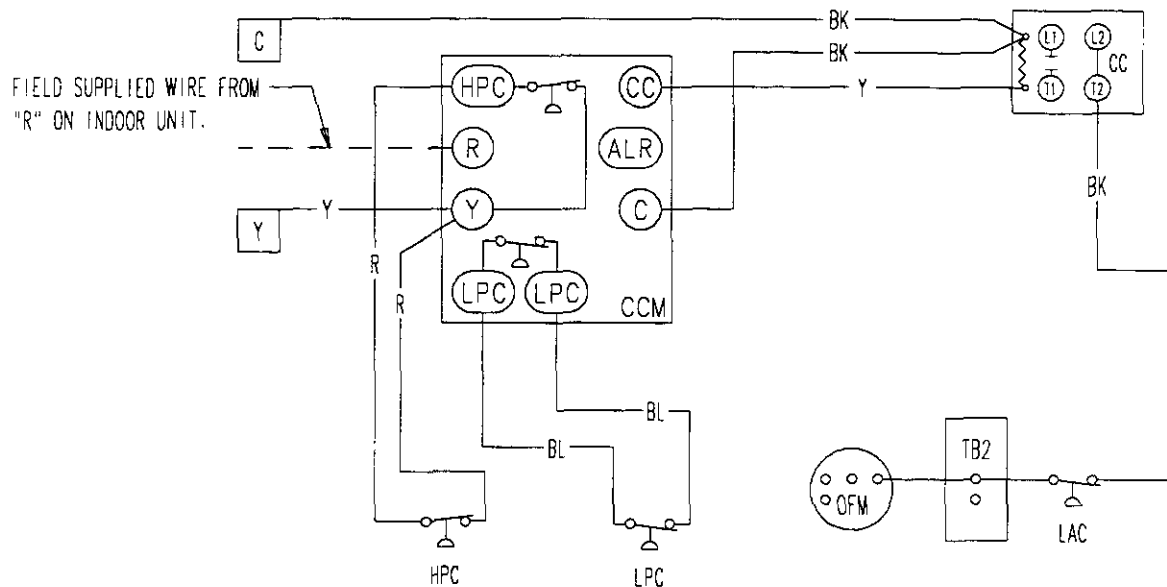 BK
C
BK
L1
L2
CC
FIELD SUPPLIED WIRE FROM
"R" ON INDOOR UNIT.
HPC
CC
Y
T1
T2
R
ALR
BK
Y
Y
Y
C
R
R
LPC
LPC
CCM
BL
BL
TB2
OFM
LAC
HPC
LPC